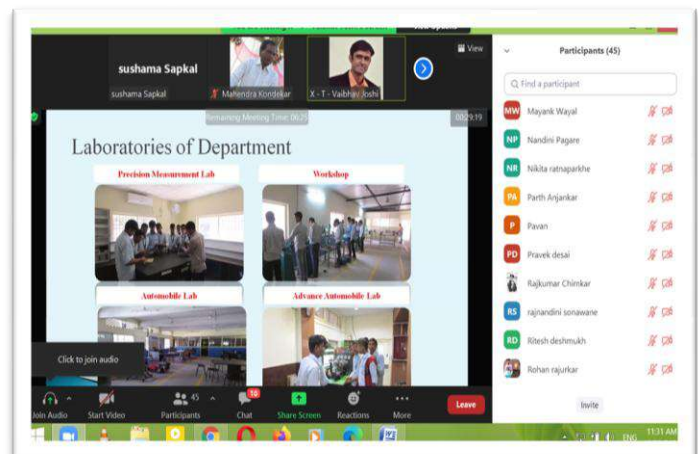 View
sushama Sapkal
sushama Sapkal
Mahendra Kondekar
X - T - Vaibhav Joshi
Remaining Meeting Time: 06:25
00:29:19
Laboratories of Department
Precision Measurement Lab
Workshop
Automobile Lab
Advance Automobile Lab
Click to join audio
Join Audio
Start Video
45
Participants
Chat
Share Screen
Reactions
More
Leave
Participants (45)
Find a participant
MW Mayank Wayal
NP Nandini Pagare
NR Nikita ratnaparkhe
PA Parth Anjankar
P Pavan
PD Pravek desai
Rajkumar Chimkar
RS rajnandini sonawane
RD Ritesh deshmukh
Rohan rajurkar
Invite
ENG
11:31 AM